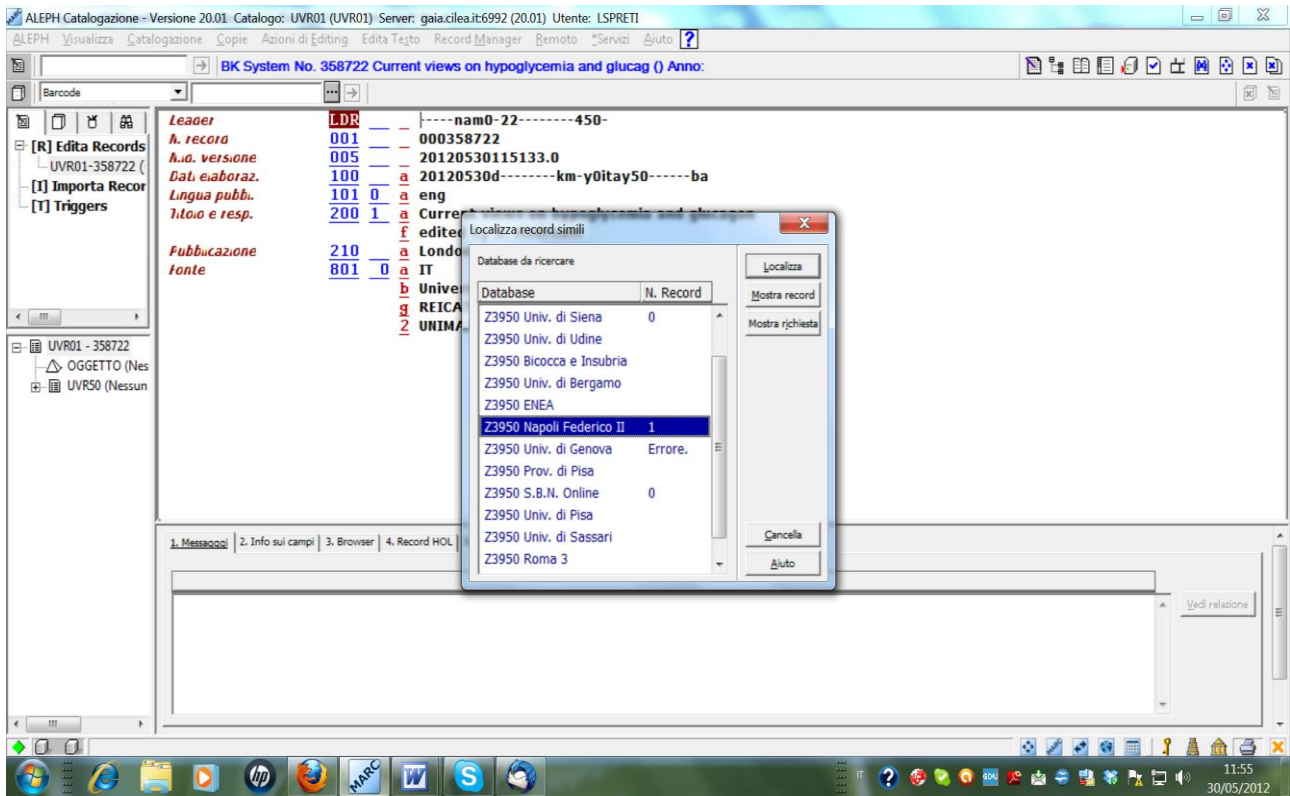 ALEPH Catalogazione - Versione 20.01 Catalogo: UVR01 (UVR01) Server: gaia.cilea.it:6992 (20.01) Utente: LSPRETI
ALEPH Visualizza Catalogazione Copie Azioni di Editing Edita Testo Record Manager Remoto *Servizi Aiuto ?
BK System No. 358722 Current views on hypoglycemia and glucag () Anno:
Barcode
[R] Edita Records
UVR01-358722 (
[I] Importa Recor
[T] Triggers
Leader LDR ----nam0-22--------450-
N. record 001 000358722
N.id. versione 005 20120530115133.0
Dati elaboraz. 100 a 20120530d--------km-y0itay50------ba
Lingua pubbl. 101 0 a eng
Titolo e resp. 200 1 a Current views on hypoglycemia and glucagon
f edited
Pubblicazione 210 a Londo
Fonte 801 0 a IT
b Univer
g REICA
2 UNIMA
UVR01 - 358722
OGGETTO (Nes
UVR50 (Nessun
Localizza record simili
Database da ricercare
Database N. Record
Z3950 Univ. di Siena 0
Z3950 Univ. di Udine
Z3950 Bicocca e Insubria
Z3950 Univ. di Bergamo
Z3950 ENEA
Z3950 Napoli Federico II 1
Z3950 Univ. di Genova Errore.
Z3950 Prov. di Pisa
Z3950 S.B.N. Online 0
Z3950 Univ. di Pisa
Z3950 Univ. di Sassari
Z3950 Roma 3
Localizza
Mostra record
Mostra richiesta
Cancella
Aiuto
1. Messaggi 2. Info sui campi 3. Browser 4. Record HOL
Vedi relazione
hp
MARC
W
S
IT
11:55
30/05/2012